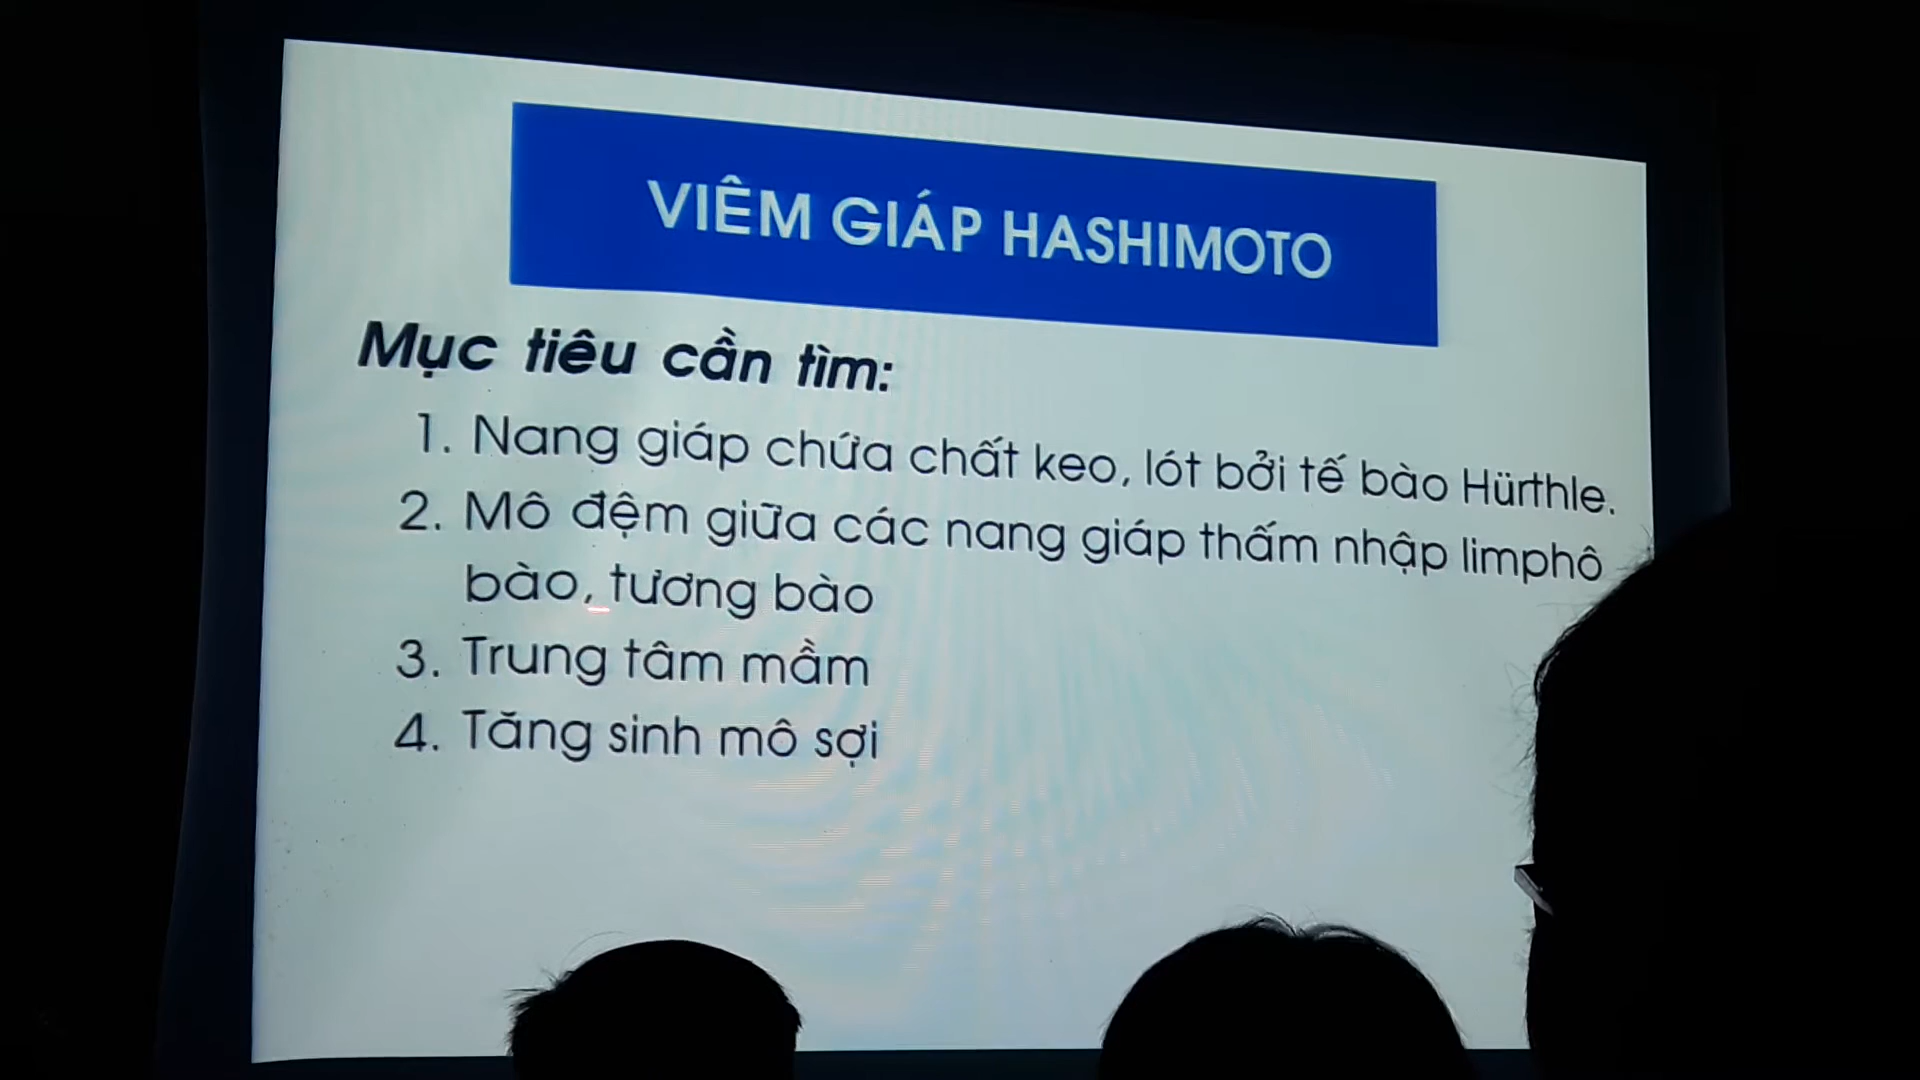 VIÊM GIÁP HASHIMOTO
Mục tiêu cần tìm:
1. Nang giáp chứa chất keo, lót bởi tế bào Hürthle.
2. Mô đệm giữa các nang giáp thấm nhập limphô
bào, tương bào
3. Trung tâm mầm
4. Tăng sinh mô sợi